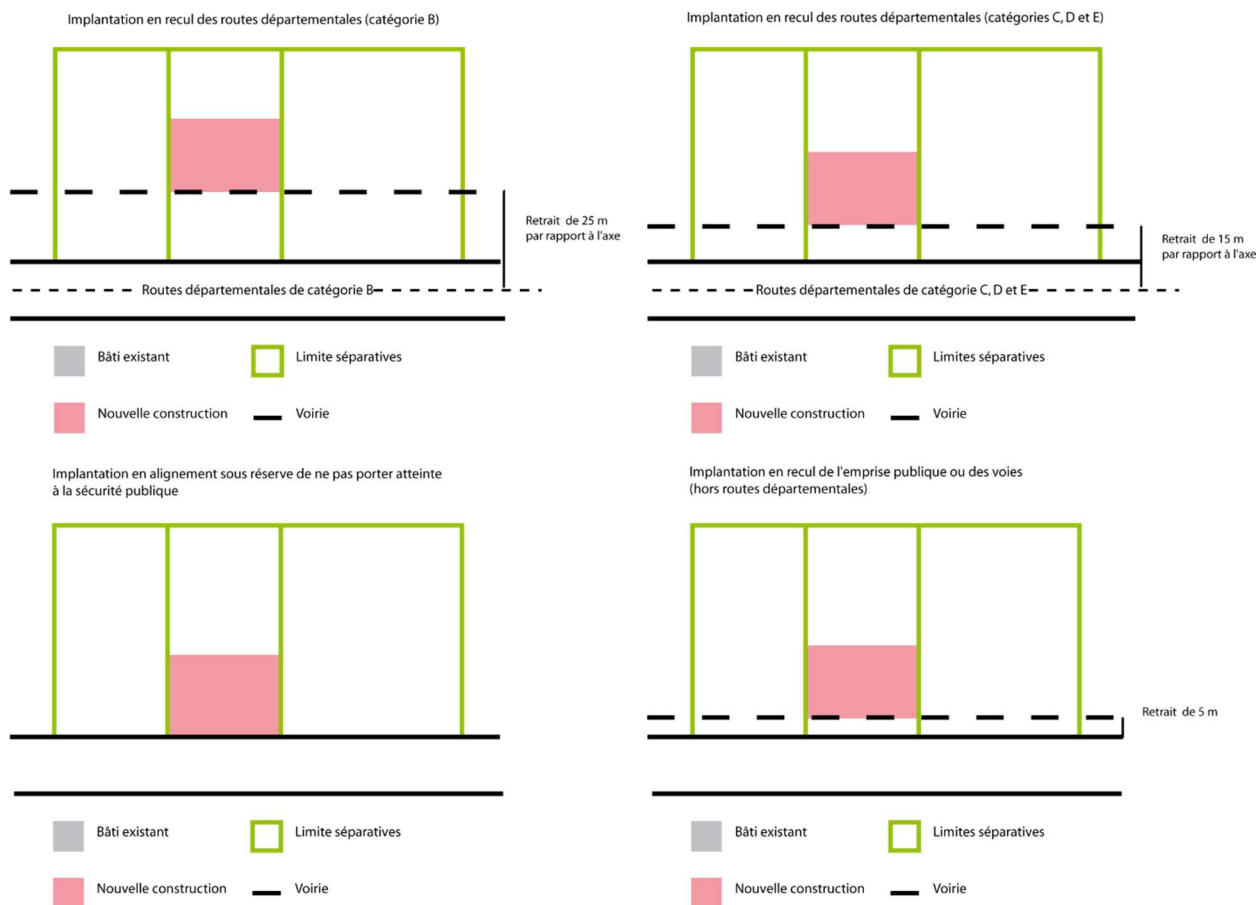 Implantation en recul des routes départementales (catégorie B)
Retrait de 25 m
par rapport à l'axe
Routes départementales de catégorie B
Bâti existant
Limite séparatives
Nouvelle construction
Voirie
Implantation en recul des routes départementales (catégories C, D et E)
Retrait de 15 m
par rapport à l'axe
Routes départementales de catégorie C, D et E
Bâti existant
Limites séparatives
Nouvelle construction
Voirie
Implantation en alignement sous réserve de ne pas porter atteinte
à la sécurité publique
Bâti existant
Limite séparatives
Nouvelle construction
Voirie
Implantation en recul de l'emprise publique ou des voies
(hors routes départementales)
Retrait de 5 m
Bâti existant
Limites séparatives
Nouvelle construction
Voirie